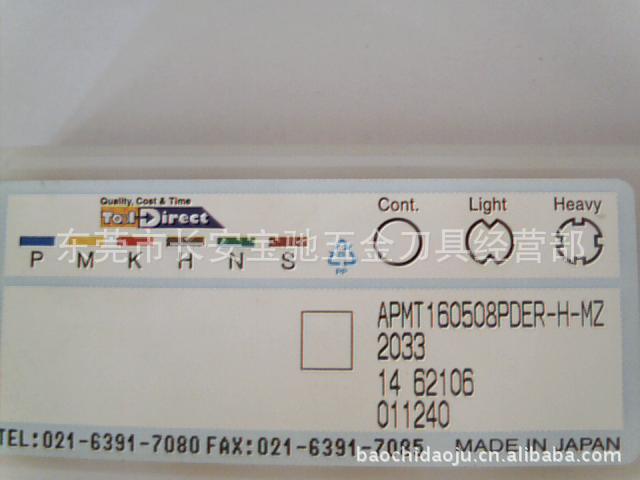 Quality, Cost & Time
Tool Direct
Cont. Light Heavy
P M K H N S
PP
东莞市长安宝驰五金刀具经营部
APMT160508PDER-H-MZ
2033
14 62106
011240
TEL:021-6391-7080 FAX:021-6391-7085 MADE IN JAPAN
baochidaoju.cn.alibaba.com